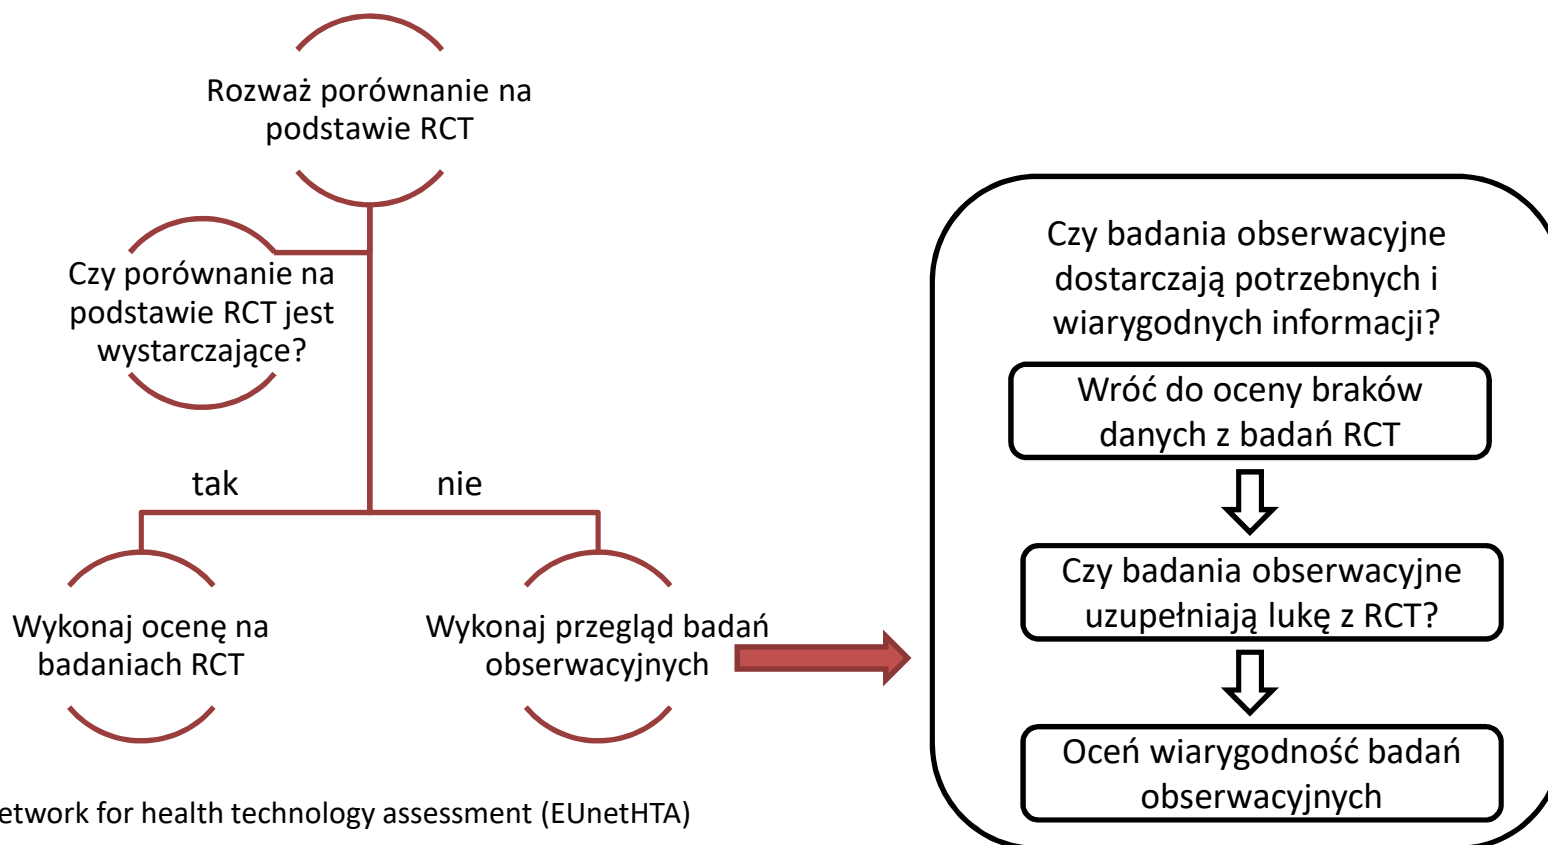 Rozważ porównanie na
podstawie RCT
Czy porównanie na
podstawie RCT jest
wystarczające?
tak
nie
Wykonaj ocenę na
badaniach RCT
Wykonaj przegląd badań
obserwacyjnych
Czy badania obserwacyjne
dostarczają potrzebnych i
wiarygodnych informacji?
Wróć do oceny braków
danych z badań RCT
Czy badania obserwacyjne
uzupełniają lukę z RCT?
Oceń wiarygodność badań
obserwacyjnych
etwork for health technology assessment (EUnetHTA)